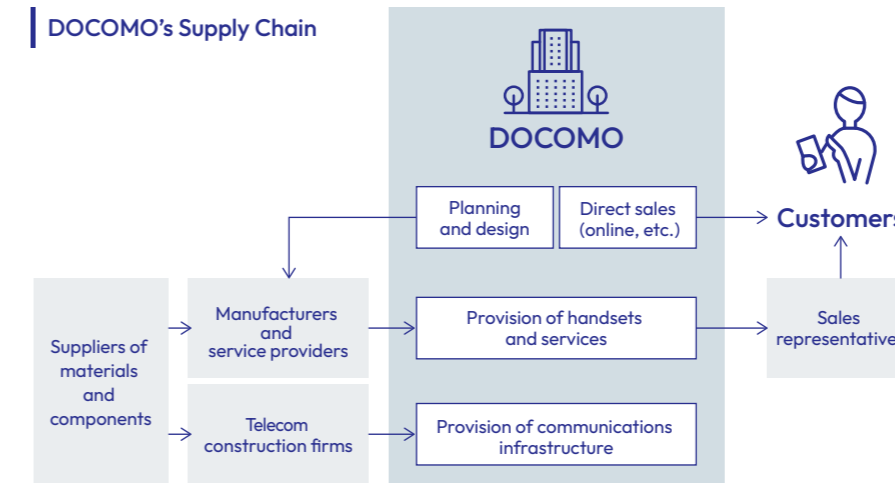 DOCOMO's Supply Chain
DOCOMO
Planning
and design
Direct sales
(online, etc.)
Customers
Suppliers of
materials
and
components
Manufacturers
and
service providers
Provision of handsets
and services
Sales
representative
Telecom
construction firms
Provision of communications
infrastructure